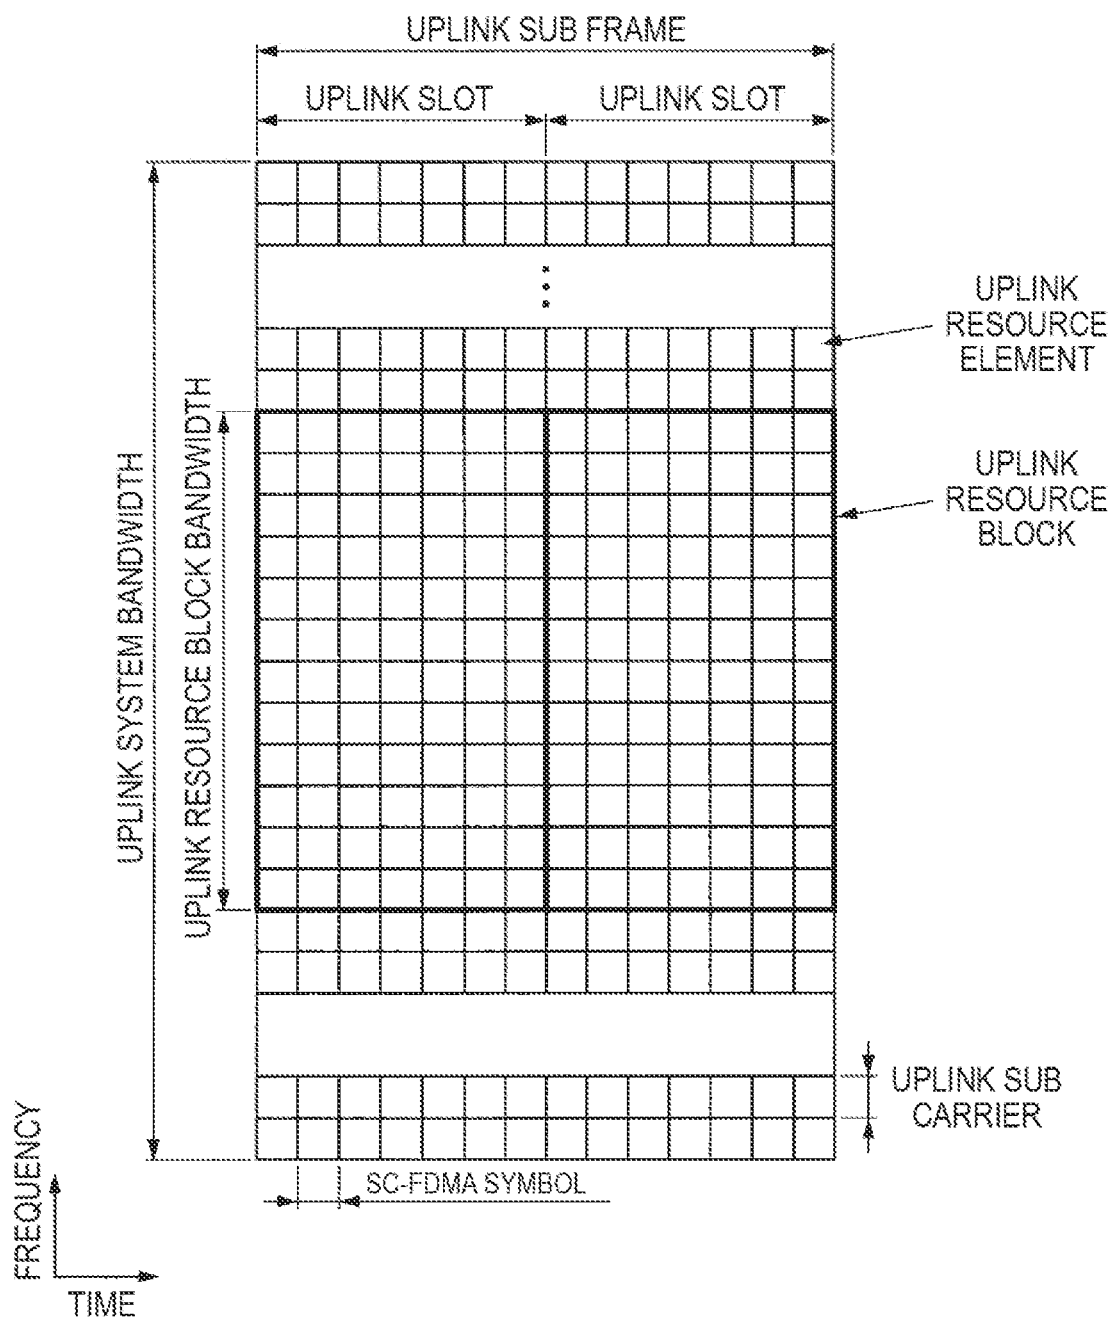 UPLINK SUB FRAME
UPLINK SLOT
UPLINK SLOT
UPLINK
RESOURCE
ELEMENT
UPLINK
RESOURCE
BLOCK
UPLINK SYSTEM BANDWIDTH
UPLINK RESOURCE BLOCK BANDWIDTH
UPLINK SUB
CARRIER
SC-FDMA SYMBOL
FREQUENCY
TIME